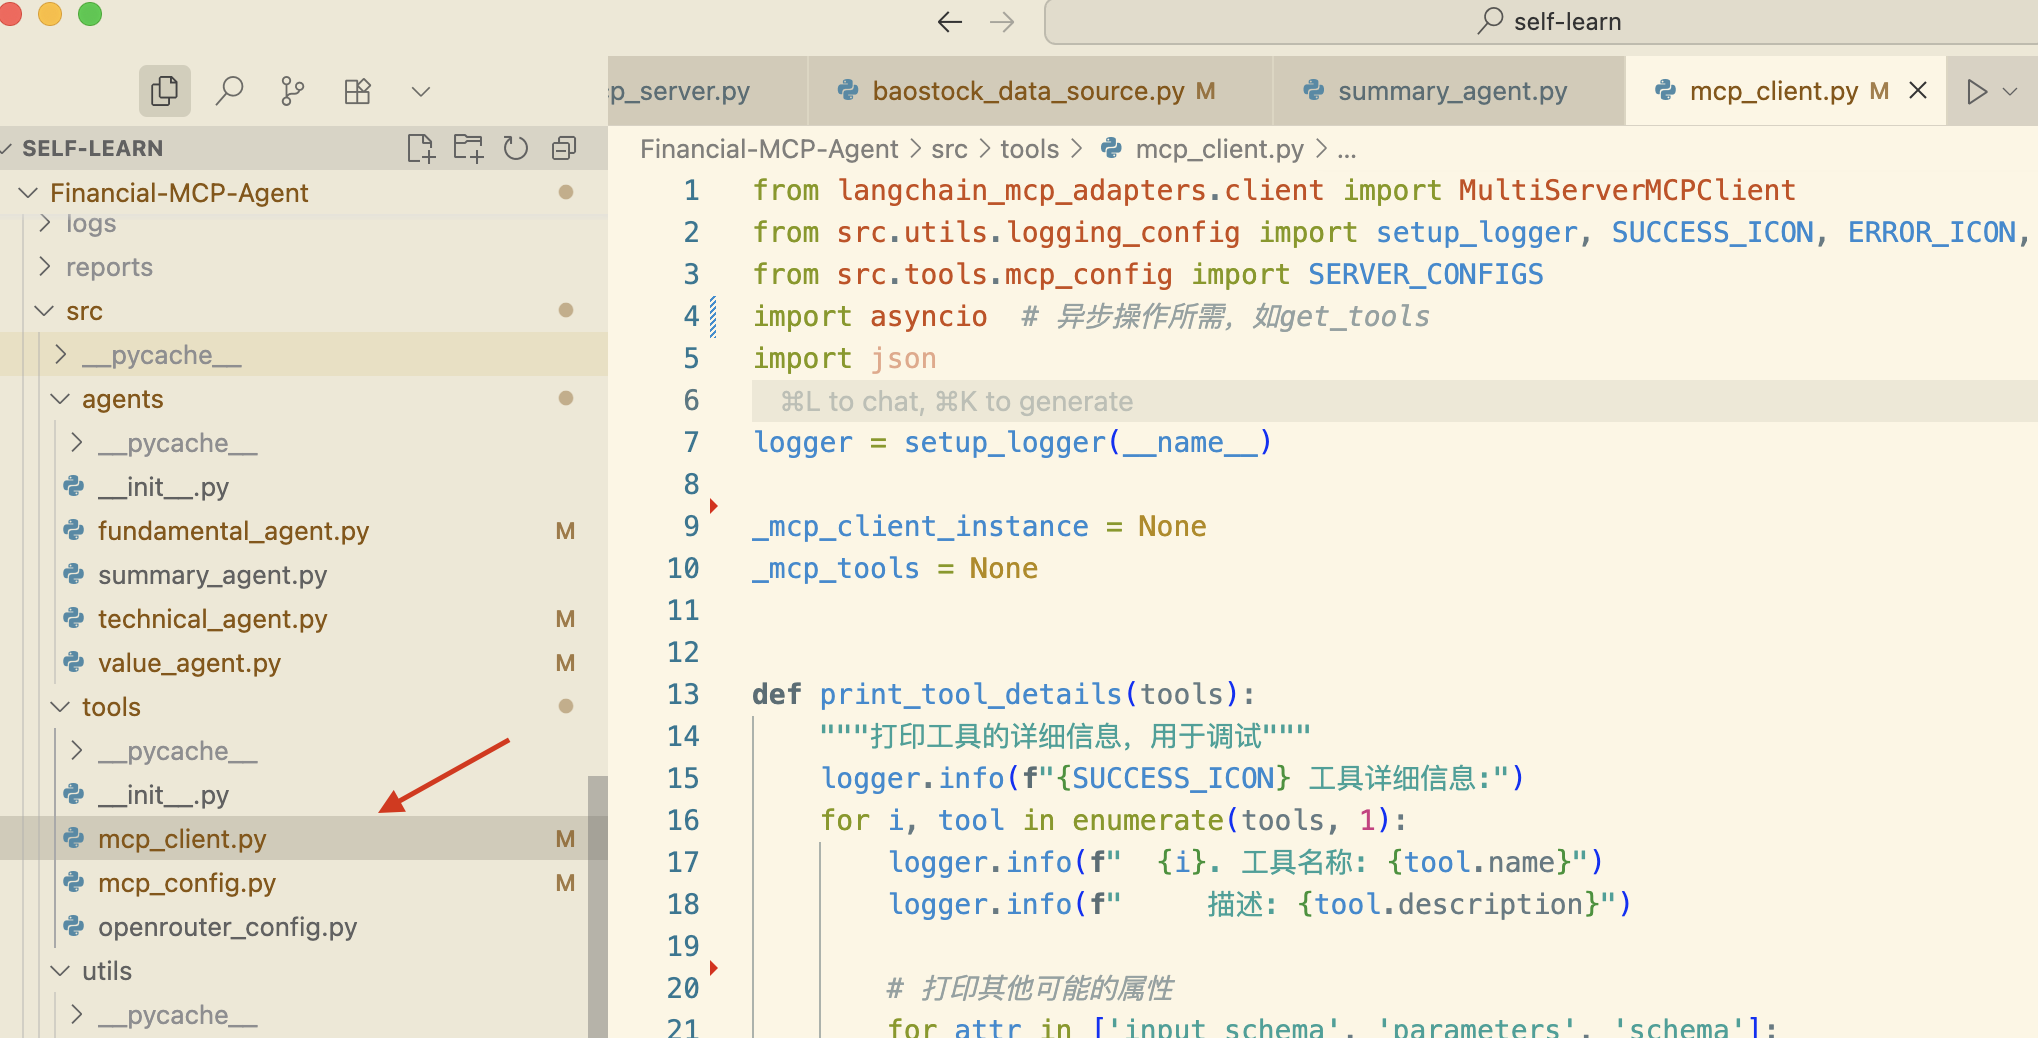 self-learn
p_server.py
baostock_data_source.py M
summary_agent.py
mcp_client.py M
SELF-LEARN
Financial-MCP-Agent
logs
reports
src
__pycache__
agents
__pycache__
__init__.py
fundamental_agent.py M
summary_agent.py
technical_agent.py M
value_agent.py M
tools
__pycache__
__init__.py
mcp_client.py M
mcp_config.py M
openrouter_config.py
utils
__pycache__
Financial-MCP-Agent > src > tools > mcp_client.py > ...
1 from langchain_mcp_adapters.client import MultiServerMCPClient
2 from src.utils.logging_config import setup_logger, SUCCESS_ICON, ERROR_ICON,
3 from src.tools.mcp_config import SERVER_CONFIGS
4 import asyncio  # 异步操作所需，如get_tools
5 import json
6 ⌘L to chat, ⌘K to generate
7 logger = setup_logger(__name__)
8
9 _mcp_client_instance = None
10 _mcp_tools = None
11
12
13 def print_tool_details(tools):
14     """打印工具的详细信息，用于调试"""
15     logger.info(f"{SUCCESS_ICON} 工具详细信息:")
16     for i, tool in enumerate(tools, 1):
17         logger.info(f"  {i}. 工具名称: {tool.name}")
18         logger.info(f"     描述: {tool.description}")
19
20         # 打印其他可能的属性
21         for attr in ['input_schema', 'parameters', 'schema']: